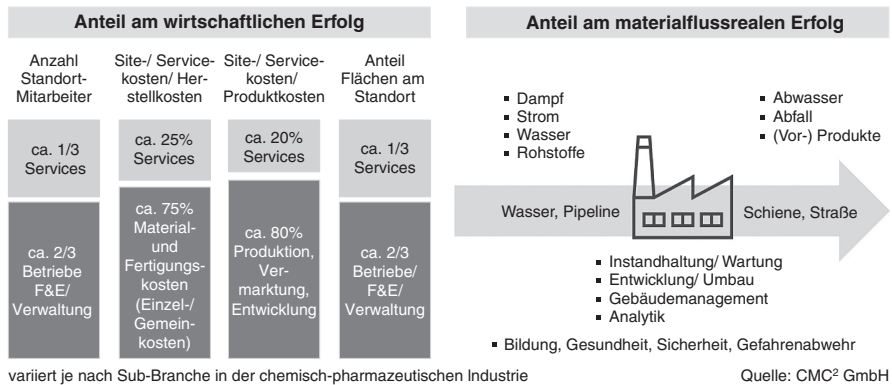 Anteil am wirtschaftlichen Erfolg
Anzahl
Standort-
Mitarbeiter
ca. 1/3
Services
ca. 2/3
Betriebe
F&E/
Verwaltung
Site-/ Service-
kosten/ Her-
stellkosten
ca. 25%
Services
ca. 75%
Material-
und
Fertigungs-
kosten
(Einzel-/
Gemein-
kosten)
Site-/ Service-
kosten/
Produktkosten
ca. 20%
Services
ca. 80%
Produktion,
Ver-
marktung,
Entwicklung
Anteil
Flächen am
Standort
ca. 1/3
Services
ca. 2/3
Betriebe/
F&E/
Verwaltung
Anteil am materialflussrealen Erfolg
▪ Dampf
▪ Strom
▪ Wasser
▪ Rohstoffe
▪ Abwasser
▪ Abfall
▪ (Vor-) Produkte
Wasser, Pipeline
Schiene, Straße
▪ Instandhaltung/ Wartung
▪ Entwicklung/ Umbau
▪ Gebäudemanagement
▪ Analytik
▪ Bildung, Gesundheit, Sicherheit, Gefahrenabwehr
variiert je nach Sub-Branche in der chemisch-pharmazeutischen Industrie
Quelle: CMC² GmbH